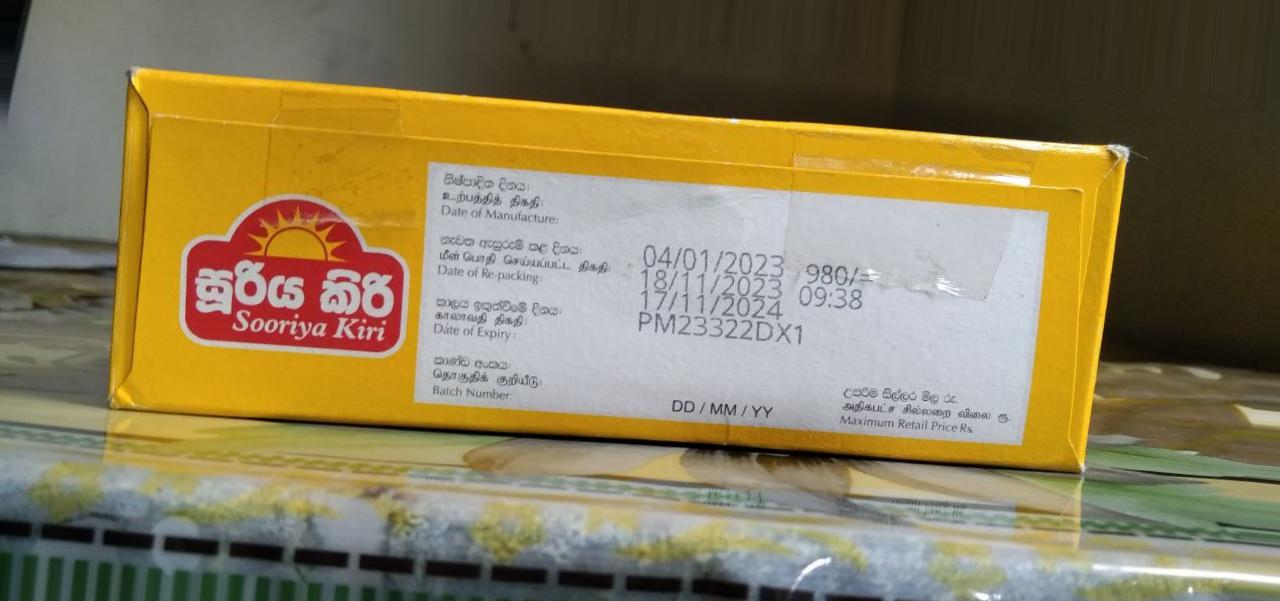 සූරිය කිරි
Sooriya Kiri
නිෂ්පාදිත දිනය:
உற்பத்தித் திகதி:
Date of Manufacture:
නැවත ඇසුරුම් කළ දිනය:
மீள் பொதி செய்யப்பட்ட திகதி:
Date of Re-packing:
කාලය ඉකුත්වීමේ දිනය:
காலாவதி திகதி:
Date of Expiry:
කාණ්ඩ අංකය:
தொகுதிக் குறியீடு:
Batch Number:
04/01/2023 980/=
18/11/2023 09:38
17/11/2024
PM23322DX1
DD / MM / YY
උපරිම සිල්ලර මිල රු.
அதிகபட்ச சில்லறை விலை ரூ.
Maximum Retail Price Rs.